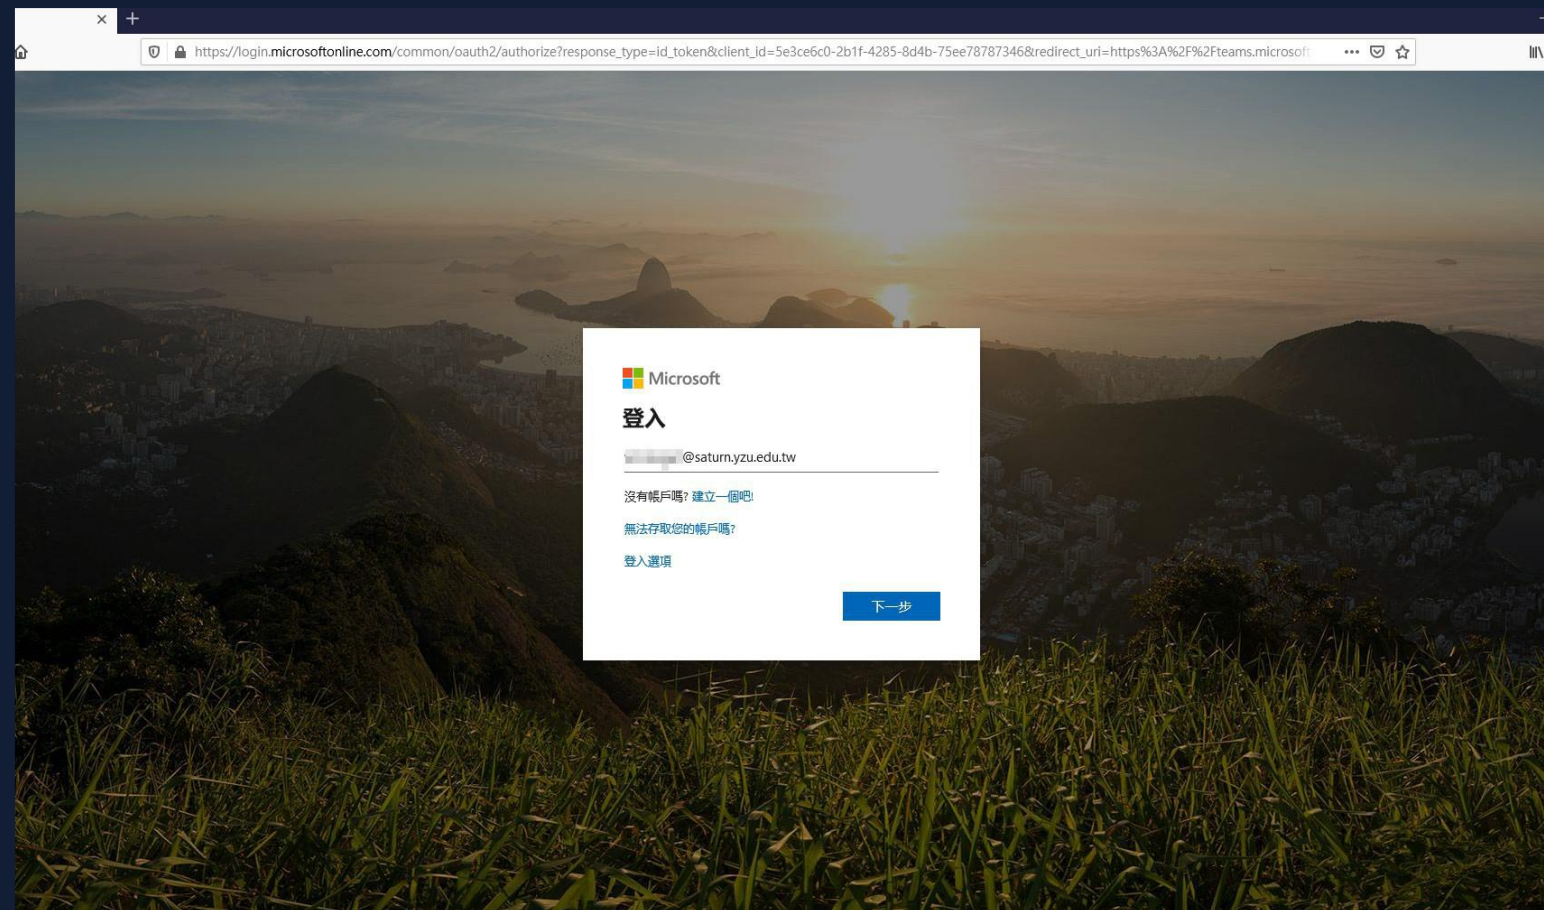 https://login.microsoftonline.com/common/oauth2/authorize?response_type=id_token&client_id=5e3ce6c0-2b1f-4285-8d4b-75ee78787346&redirect_uri=https%3A%2F%2Fteams.microsoft
Microsoft
登入
@saturn.yzu.edu.tw
沒有帳戶嗎? 建立一個吧!
無法存取您的帳戶嗎?
登入選項
下一步